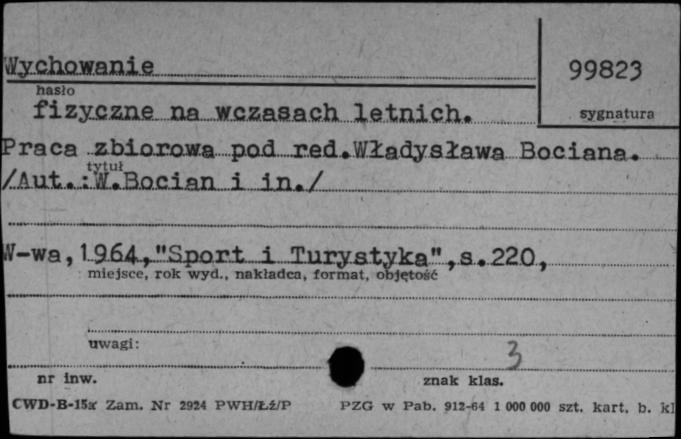 Wychowanie
99823
hasło
fizyczne na wczasach letnich.
sygnatura
Praca zbiorowa pod red.Władysława Bociana.
tytuł
/Aut.:W.Bocian i in./
W-wa,1964,"Sport i Turystyka",s.220,
miejsce, rok wyd., nakładca, format, objętość
uwagi:
3
nr inw.
znak klas.
CWD-B-15x Zam. Nr 2924 PWH/Łź/P
PZG w Pab. 912-64 1 000 000 szt. kart. b. kl